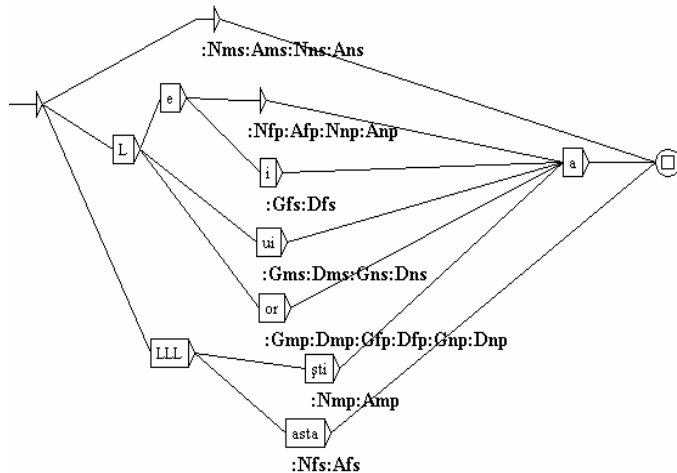 :Nms:Ams:Nns:Ans
e
:Nfp:Afp:Nnp:Anp
L
i
a
:Gfs:Dfs
ui
:Gms:Dms:Gns:Dns
or
:Gmp:Dmp:Gfp:Dfp:Gnp:Dnp
LLL
şti
:Nmp:Amp
asta
:Nfs:Afs